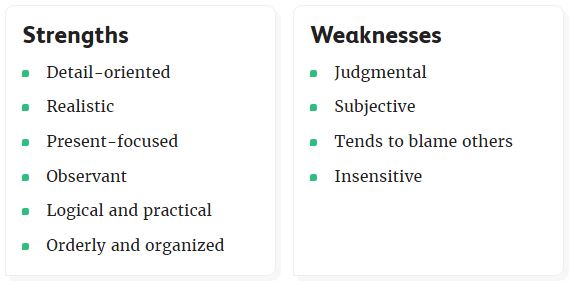 Strengths
Detail-oriented
Realistic
Present-focused
Observant
Logical and practical
Orderly and organized
Weaknesses
Judgmental
Subjective
Tends to blame others
Insensitive